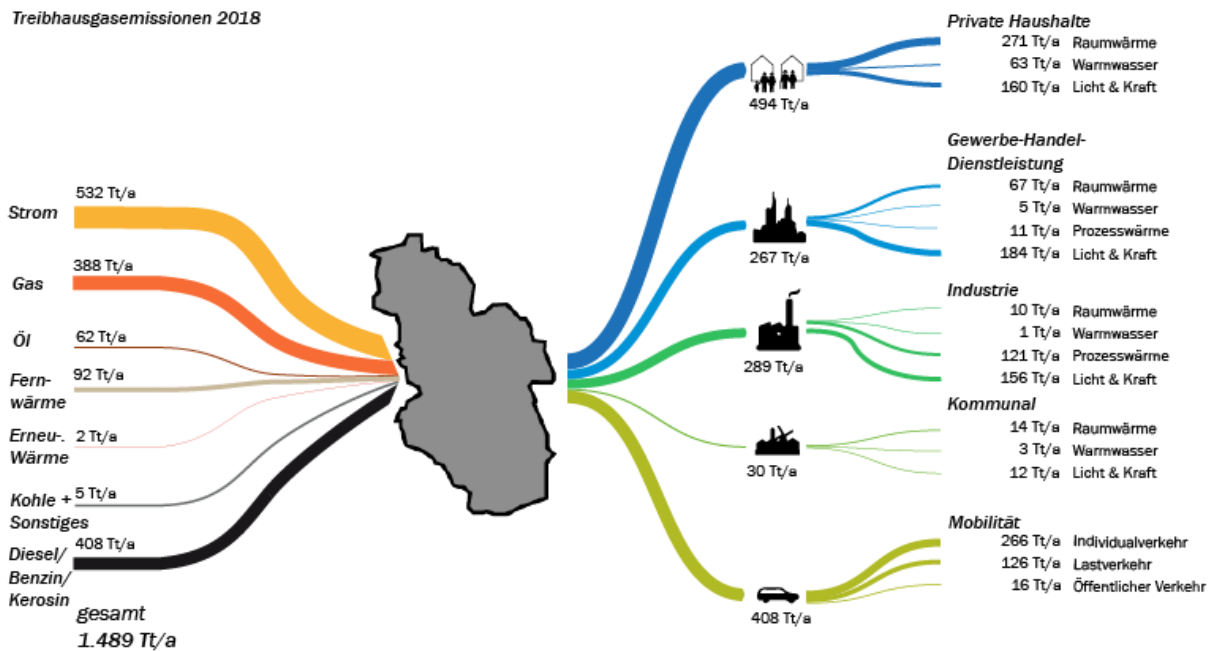 Treibhausgasemissionen 2018
532 Tt/a
Strom
388 Tt/a
Gas
62 Tt/a
Öl
92 Tt/a
Fern-
wärme
Erneu-.
2 Tt/a
Wärme
5 Tt/a
Kohle +
Sonstiges
408 Tt/a
Diesel/
Benzin/
Kerosin
gesamt
1.489 Tt/a
494 Tt/a
267 Tt/a
289 Tt/a
30 Tt/a
408 Tt/a
Private Haushalte
271 Tt/a Raumwärme
63 Tt/a Warmwasser
160 Tt/a Licht & Kraft
Gewerbe-Handel-
Dienstleistung
67 Tt/a Raumwärme
5 Tt/a Warmwasser
11 Tt/a Prozesswärme
184 Tt/a Licht & Kraft
Industrie
10 Tt/a Raumwärme
1 Tt/a Warmwasser
121 Tt/a Prozesswärme
156 Tt/a Licht & Kraft
Kommunal
14 Tt/a Raumwärme
3 Tt/a Warmwasser
12 Tt/a Licht & Kraft
Mobilität
266 Tt/a Individualverkehr
126 Tt/a Lastverkehr
16 Tt/a Öffentlicher Verkehr